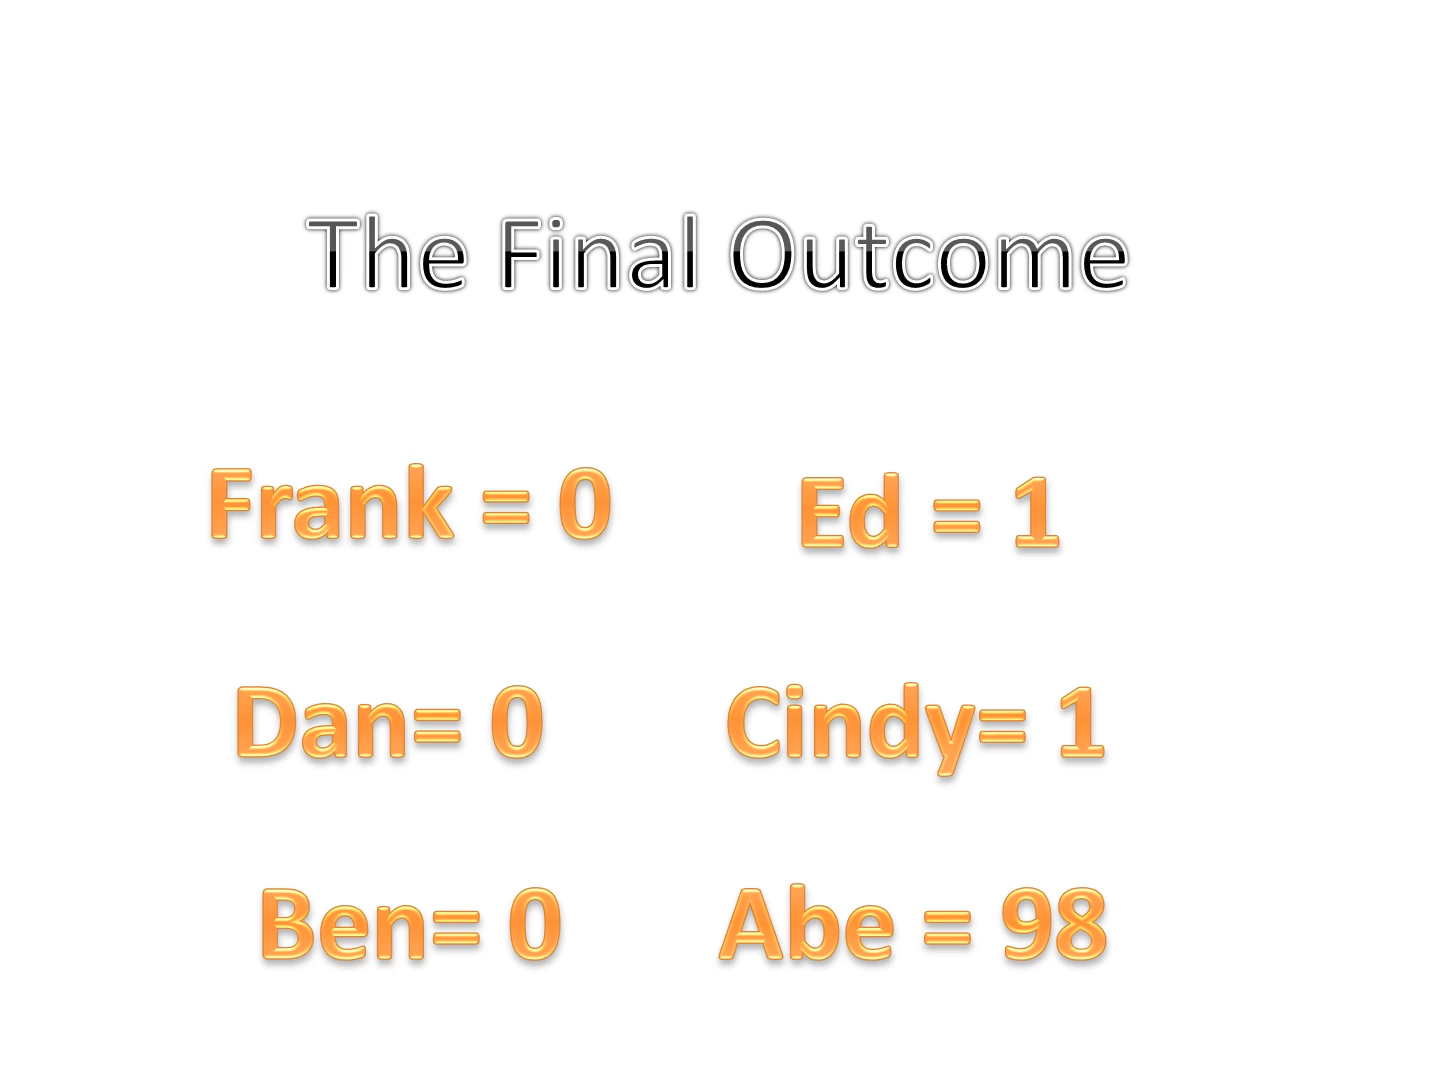 The Final Outcome
Frank = 0
Ed = 1
Dan= 0
Cindy= 1
Ben= 0
Abe = 98